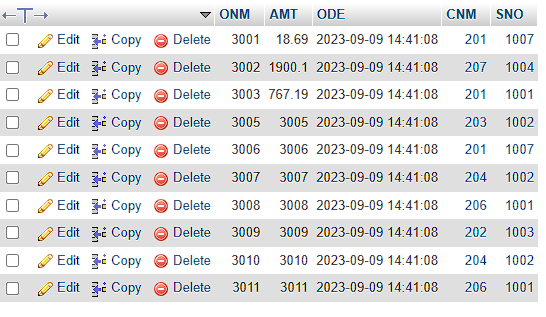 ONM AMT ODE CNM SNO
Edit Copy Delete 3001 18.69 2023-09-09 14:41:08 201 1007
Edit Copy Delete 3002 1900.1 2023-09-09 14:41:08 207 1004
Edit Copy Delete 3003 767.19 2023-09-09 14:41:08 201 1001
Edit Copy Delete 3005 3005 2023-09-09 14:41:08 203 1002
Edit Copy Delete 3006 3006 2023-09-09 14:41:08 201 1007
Edit Copy Delete 3007 3007 2023-09-09 14:41:08 204 1002
Edit Copy Delete 3008 3008 2023-09-09 14:41:08 206 1001
Edit Copy Delete 3009 3009 2023-09-09 14:41:08 202 1003
Edit Copy Delete 3010 3010 2023-09-09 14:41:08 204 1002
Edit Copy Delete 3011 3011 2023-09-09 14:41:08 206 1001